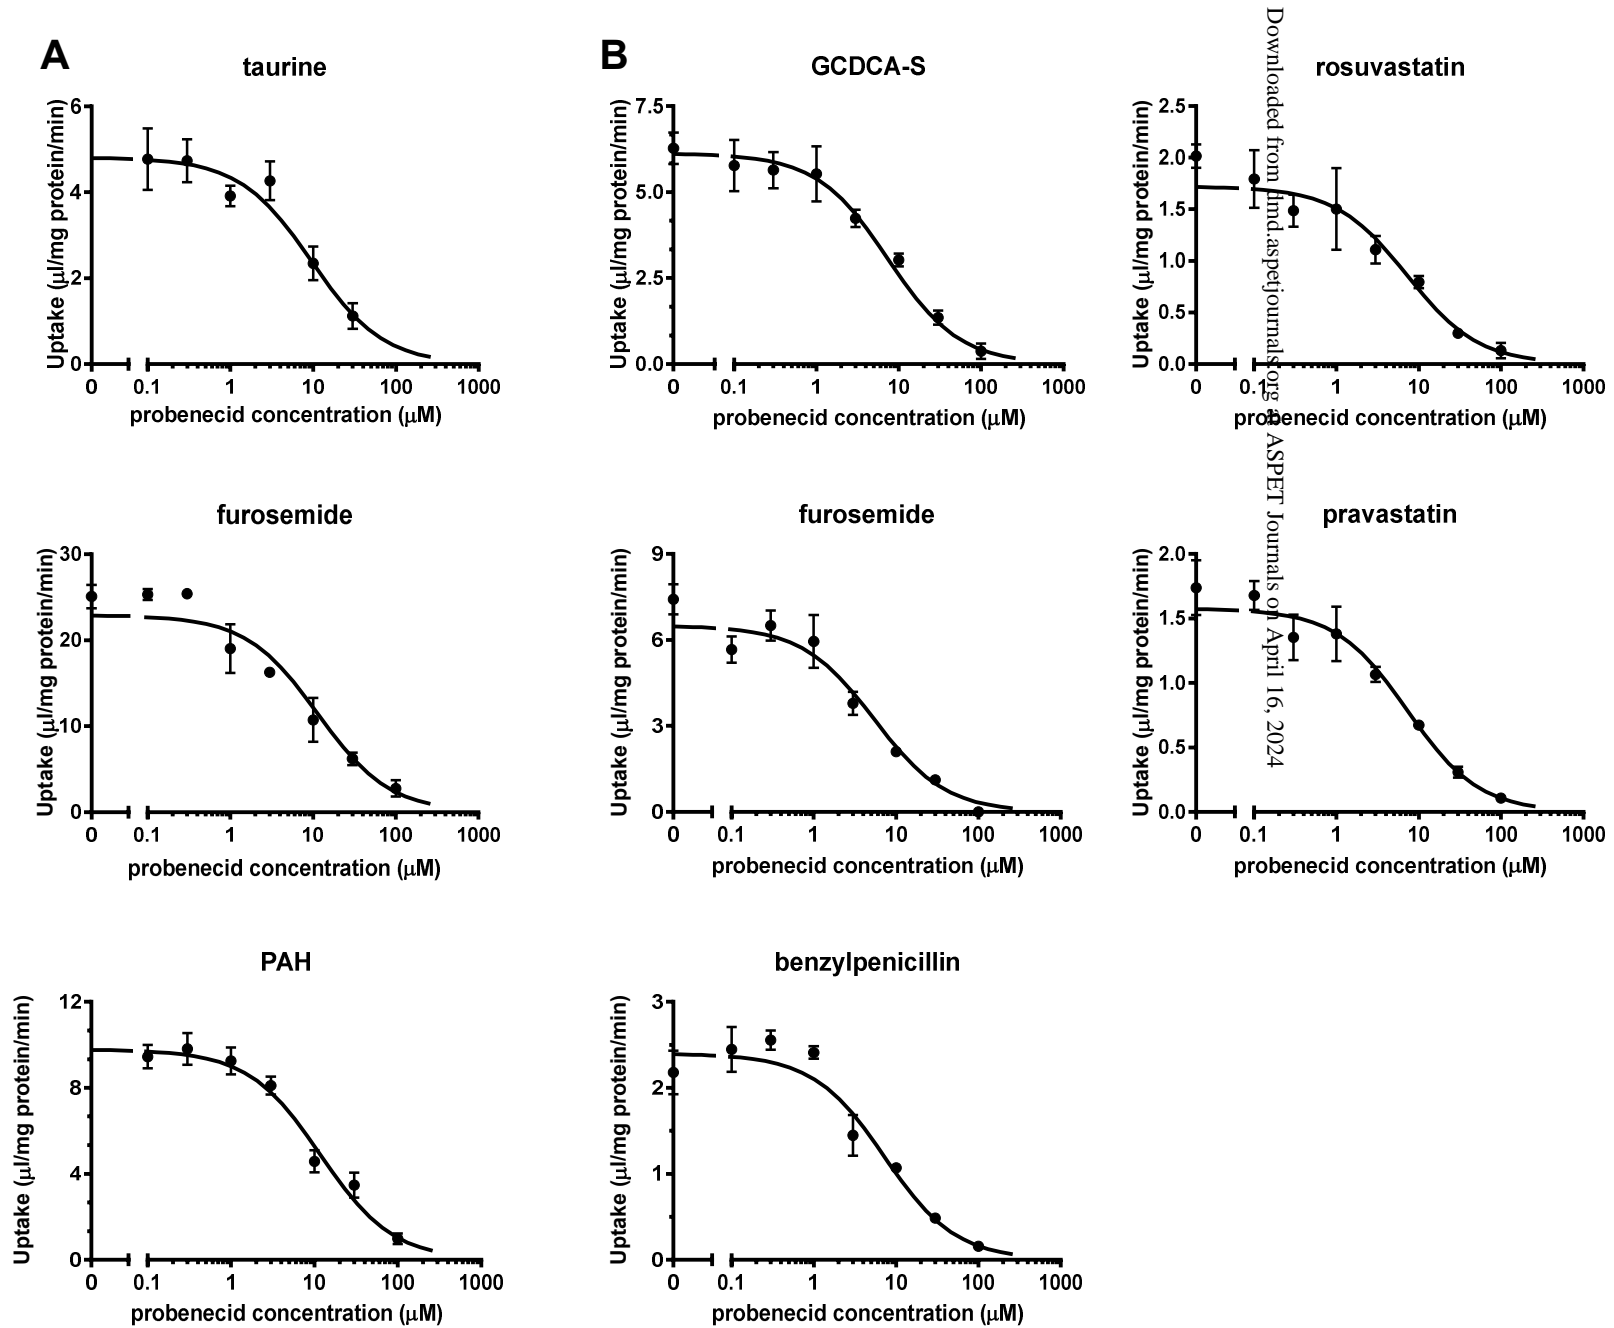 A
taurine
Uptake (μl/mg protein/min)
6
4
2
0
0 0.1 1 10 100 1000
probenecid concentration (μM)
B
GCDCA-S
Uptake (μl/mg protein/min)
7.5
5.0
2.5
0.0
0 0.1 1 10 100 1000
probenecid concentration (μM)
rosuvastatin
Uptake (μl/mg protein/min)
2.5
2.0
1.5
1.0
0.5
0.0
0 0.1 1 10 100 1000
probenecid concentration (μM)
furosemide
Uptake (μl/mg protein/min)
30
20
10
0
0 0.1 1 10 100 1000
probenecid concentration (μM)
furosemide
Uptake (μl/mg protein/min)
9
6
3
0
0 0.1 1 10 100 1000
probenecid concentration (μM)
pravastatin
Uptake (μl/mg protein/min)
2.0
1.5
1.0
0.5
0.0
0 0.1 1 10 100 1000
probenecid concentration (μM)
PAH
Uptake (μl/mg protein/min)
12
8
4
0
0 0.1 1 10 100 1000
probenecid concentration (μM)
benzylpenicillin
Uptake (μl/mg protein/min)
3
2
1
0
0 0.1 1 10 100 1000
probenecid concentration (μM)
Downloaded from dmd.aspetjournals.org at ASPET Journals on April 16, 2024